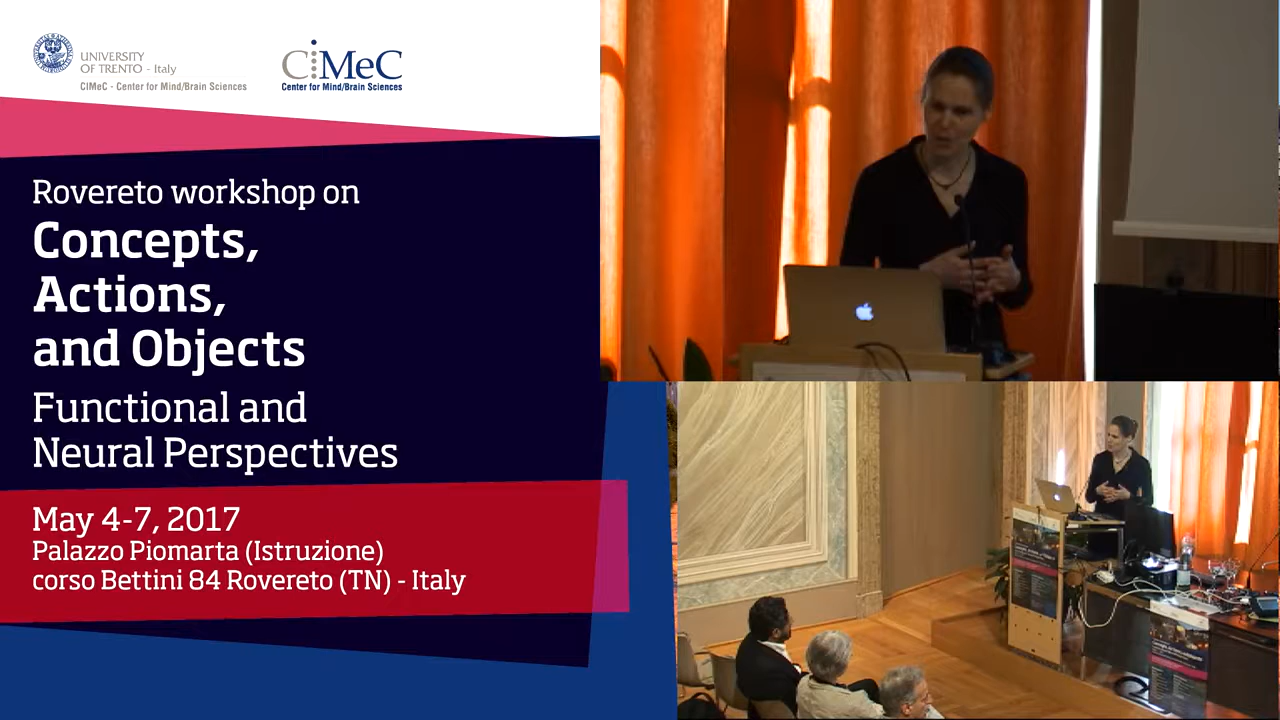 UNIVERSITY
OF TRENTO - Italy
CIMeC - Center for Mind/Brain Sciences
CiMeC
Center for Mind/Brain Sciences
Rovereto workshop on
Concepts,
Actions,
and Objects
Functional and
Neural Perspectives
May 4-7, 2017
Palazzo Piomarta (Istruzione)
corso Bettini 84 Rovereto (TN) - Italy